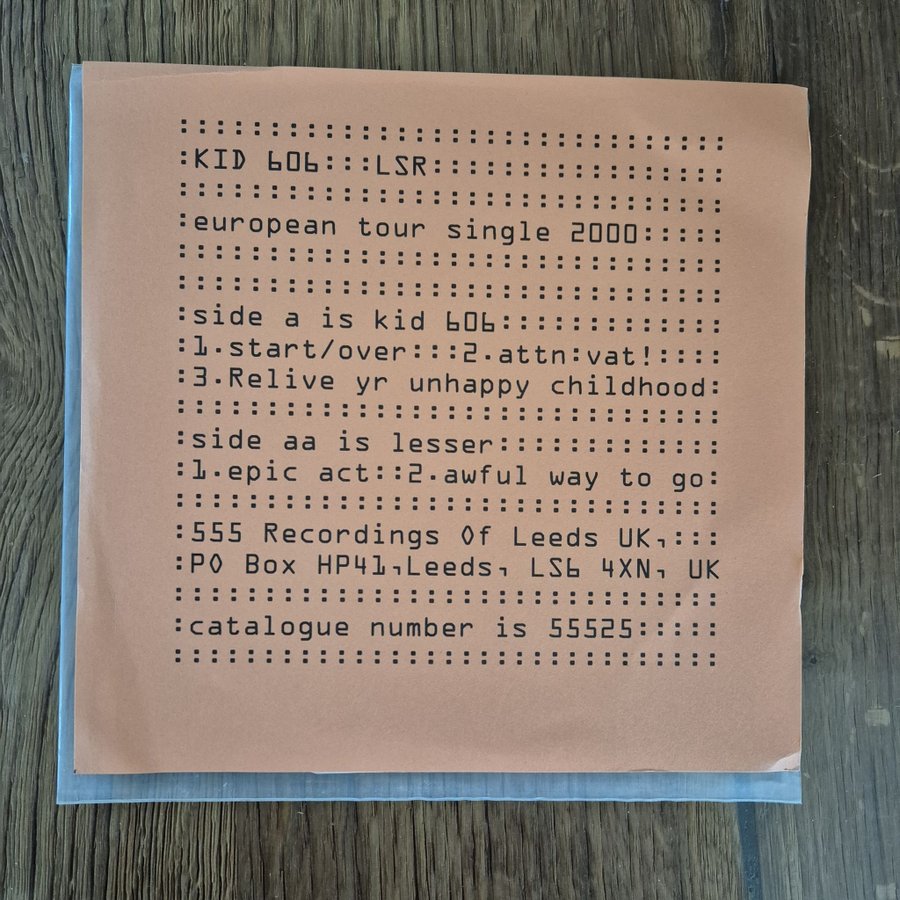 ::::::::::::::::::::::::::::::
:KID 606:::LSR::::::::::::::::
::::::::::::::::::::::::::::::
:european tour single 2000:::::
::::::::::::::::::::::::::::::
::::::::::::::::::::::::::::::
:side a is kid 606:::::::::::::
:1.start/over:::2.attn:vat!::::
:3.Relive yr unhappy childhood:
::::::::::::::::::::::::::::::
:side aa is lesser:::::::::::::
:1.epic act::2.awful way to go:
::::::::::::::::::::::::::::::
:555 Recordings Of Leeds UK,:::
:PO Box HP41,Leeds, LS6 4XN, UK
::::::::::::::::::::::::::::::
:catalogue number is 55525:::::
::::::::::::::::::::::::::::::